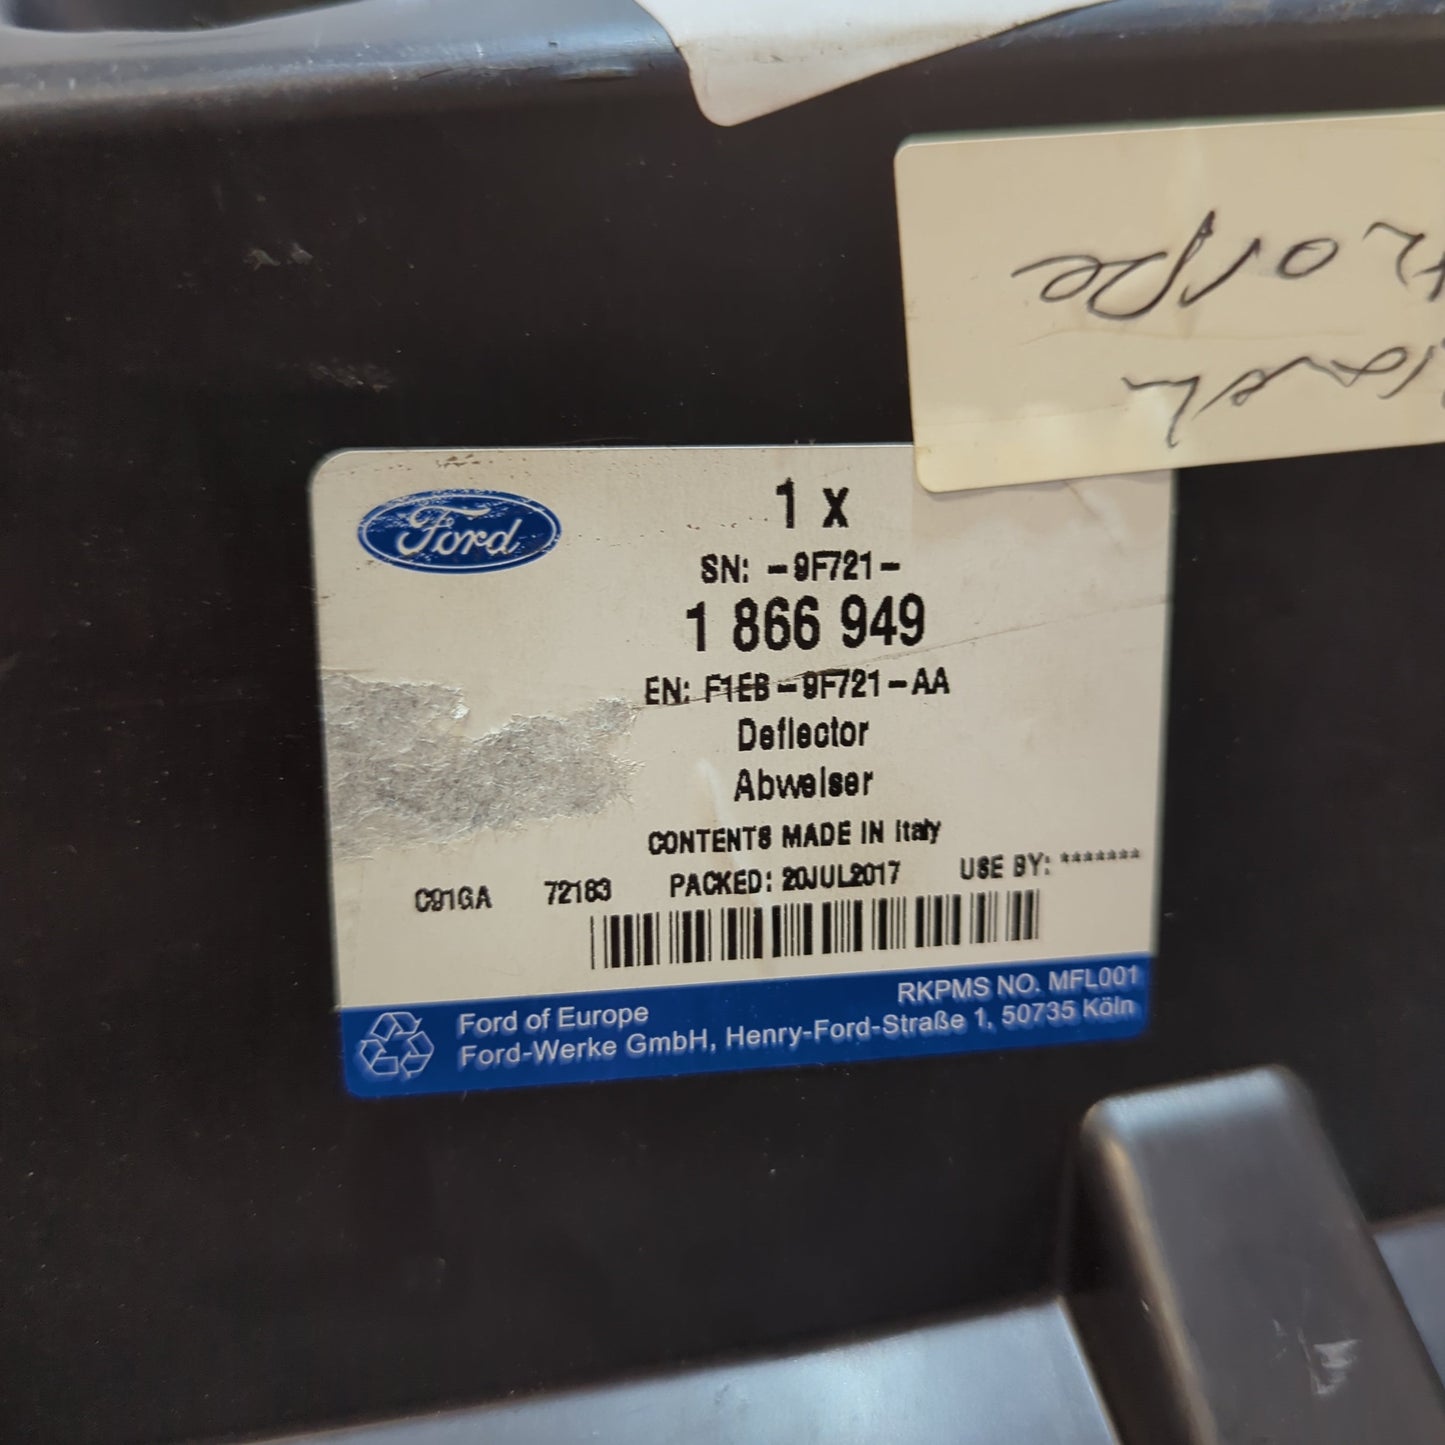 Ford
1 x
SN: -9F721-
1 866 949
EN: F1EB-9F721-AA
Deflector
Abweiser
CONTENTS MADE IN Italy
C91GA 72183 PACKED: 20JUL2017 USE BY: *******
RKPMS NO. MFL001
Ford of Europe
Ford-Werke GmbH, Henry-Ford-Straße 1, 50735 Köln